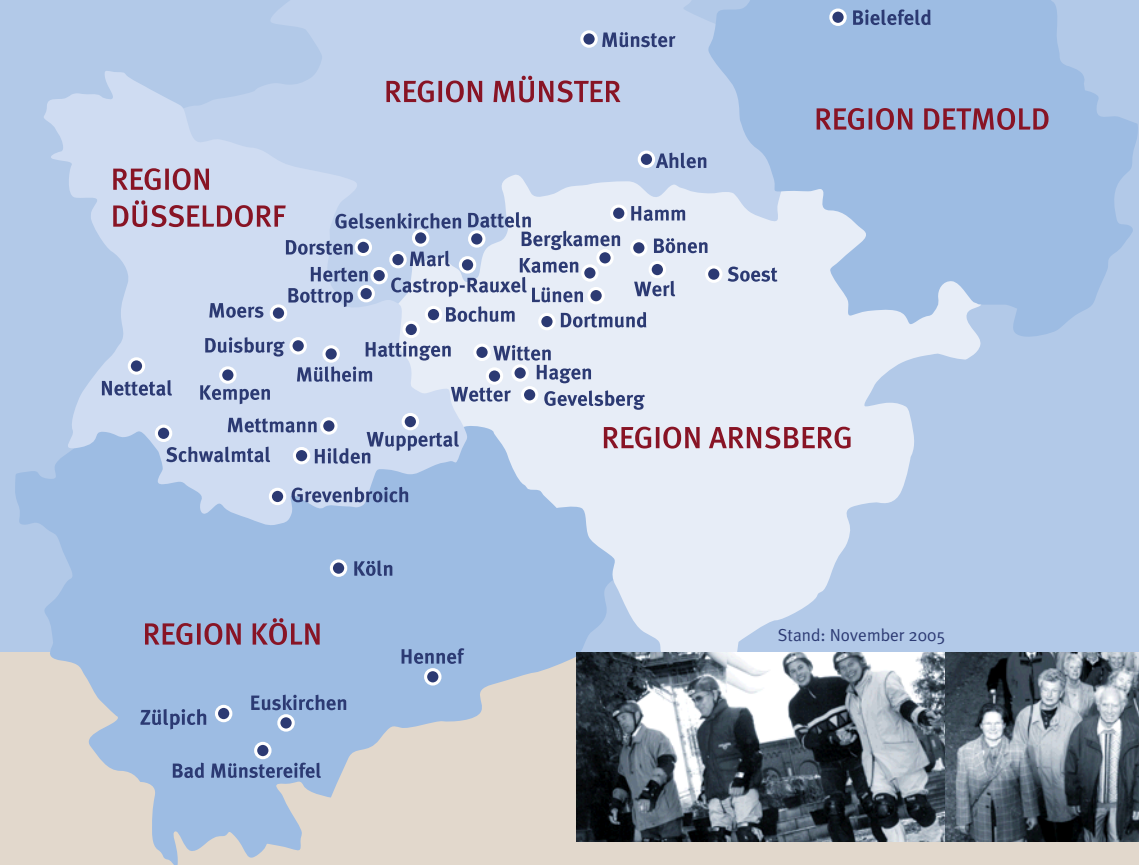 Bielefeld
Münster
REGION MÜNSTER
REGION DETMOLD
Ahlen
REGION
DÜSSELDORF
Hamm
Gelsenkirchen
Datteln
Bergkamen
Bönen
Dorsten
Marl
Kamen
Herten
Soest
Castrop-Rauxel
Werl
Bottrop
Lünen
Moers
Bochum
Dortmund
Duisburg
Hattingen
Witten
Mülheim
Hagen
Nettetal
Kempen
Wetter
Gevelsberg
Mettmann
Wuppertal
REGION ARNSBERG
Schwalmtal
Hilden
Grevenbroich
Köln
REGION KÖLN
Stand: November 2005
Hennef
Euskirchen
Zülpich
Bad Münstereifel